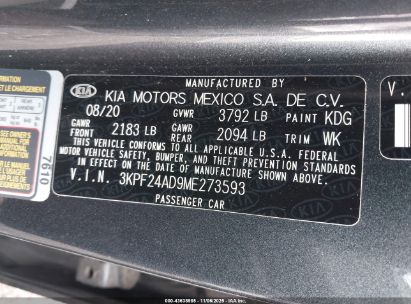 MANUFACTURED BY
KIA KIA MOTORS MEXICO S.A. DE C.V.
08/20 GVWR 3792 LB PAINT KDG
GAWR FRONT 2183 LB GAWR REAR 2094 LB TRIM WK
THIS VEHICLE CONFORMS TO ALL APPLICABLE U.S.A. FEDERAL
MOTOR VEHICLE SAFETY, BUMPER, AND THEFT PREVENTION STANDARDS
IN EFFECT ON THE DATE OF MANUFACTURE SHOWN ABOVE.
V.I.N. 3KPF24AD9ME273593
PASSENGER CAR
7610
V.